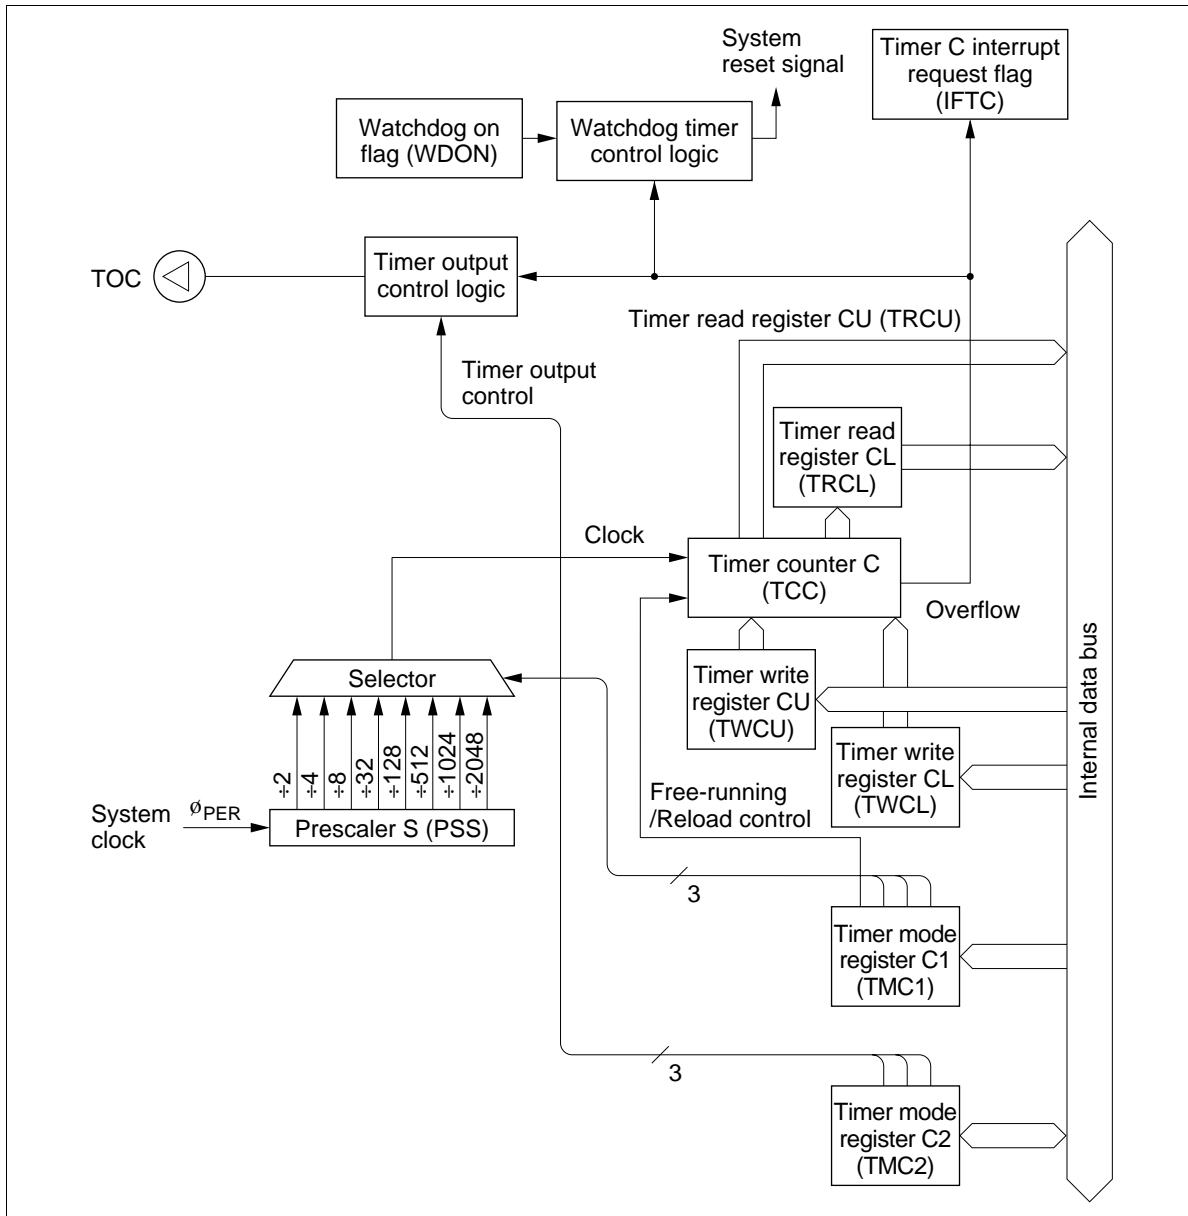 System
reset signal
Timer C interrupt
request flag
(IFTC)
Watchdog on
flag (WDON)
Watchdog timer
control logic
TOC
Timer output
control logic
Timer read register CU (TRCU)
Timer output
control
Timer read
register CL
(TRCL)
Clock
Timer counter C
(TCC)
Overflow
Internal data bus
Selector
Timer write
register CU
(TWCU)
Timer write
register CL
(TWCL)
÷2
÷4
÷8
÷32
÷128
÷512
÷1024
÷2048
System
clock
øPER
Prescaler S (PSS)
Free-running
/Reload control
3
Timer mode
register C1
(TMC1)
3
Timer mode
register C2
(TMC2)